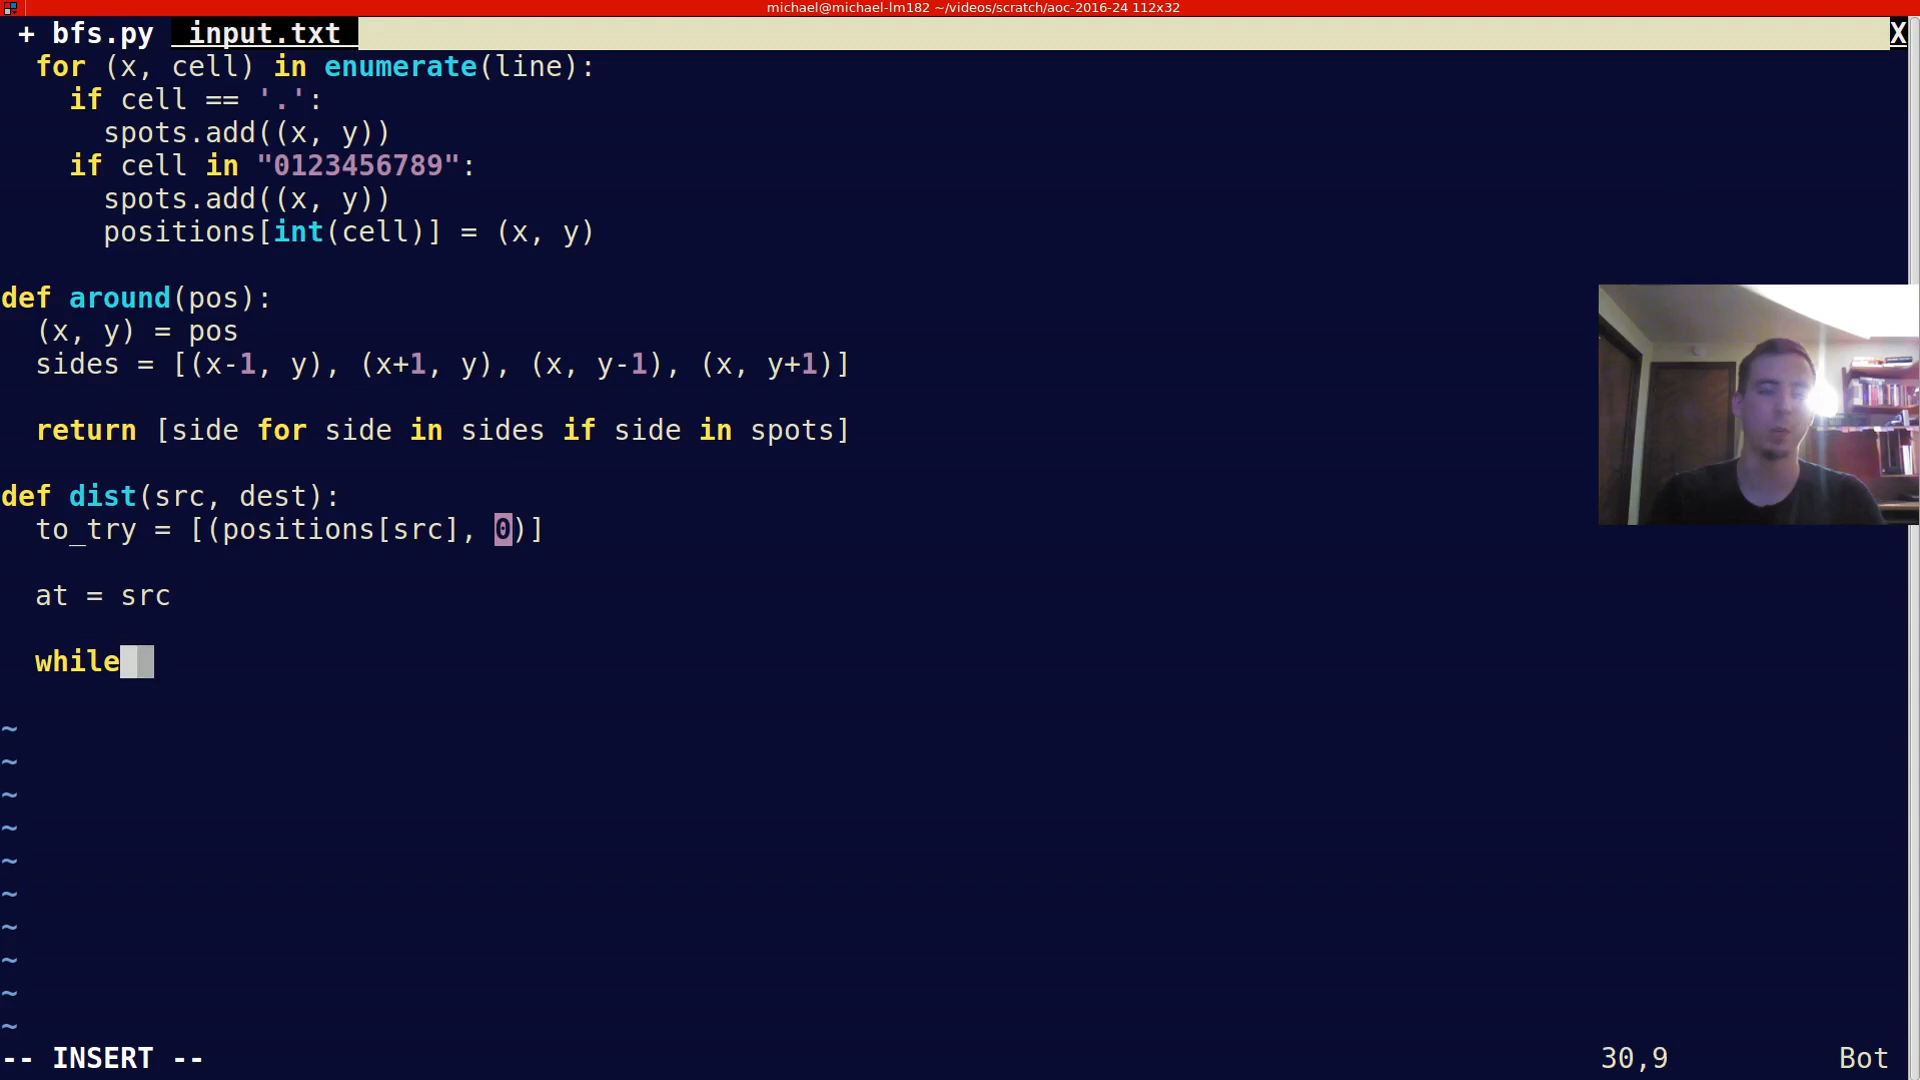 michael@michael-lm182 ~/videos/scratch/aoc-2016-24 112x32
+ bfs.py input.txt X
for (x, cell) in enumerate(line):
if cell == '.':
spots.add((x, y))
if cell in "0123456789":
spots.add((x, y))
positions[int(cell)] = (x, y)
def around(pos):
(x, y) = pos
sides = [(x-1, y), (x+1, y), (x, y-1), (x, y+1)]
return [side for side in sides if side in spots]
def dist(src, dest):
to_try = [(positions[src], 0)]
at = src
while
~
~
~
~
~
~
~
~
~
~
-- INSERT -- 30,9 Bot